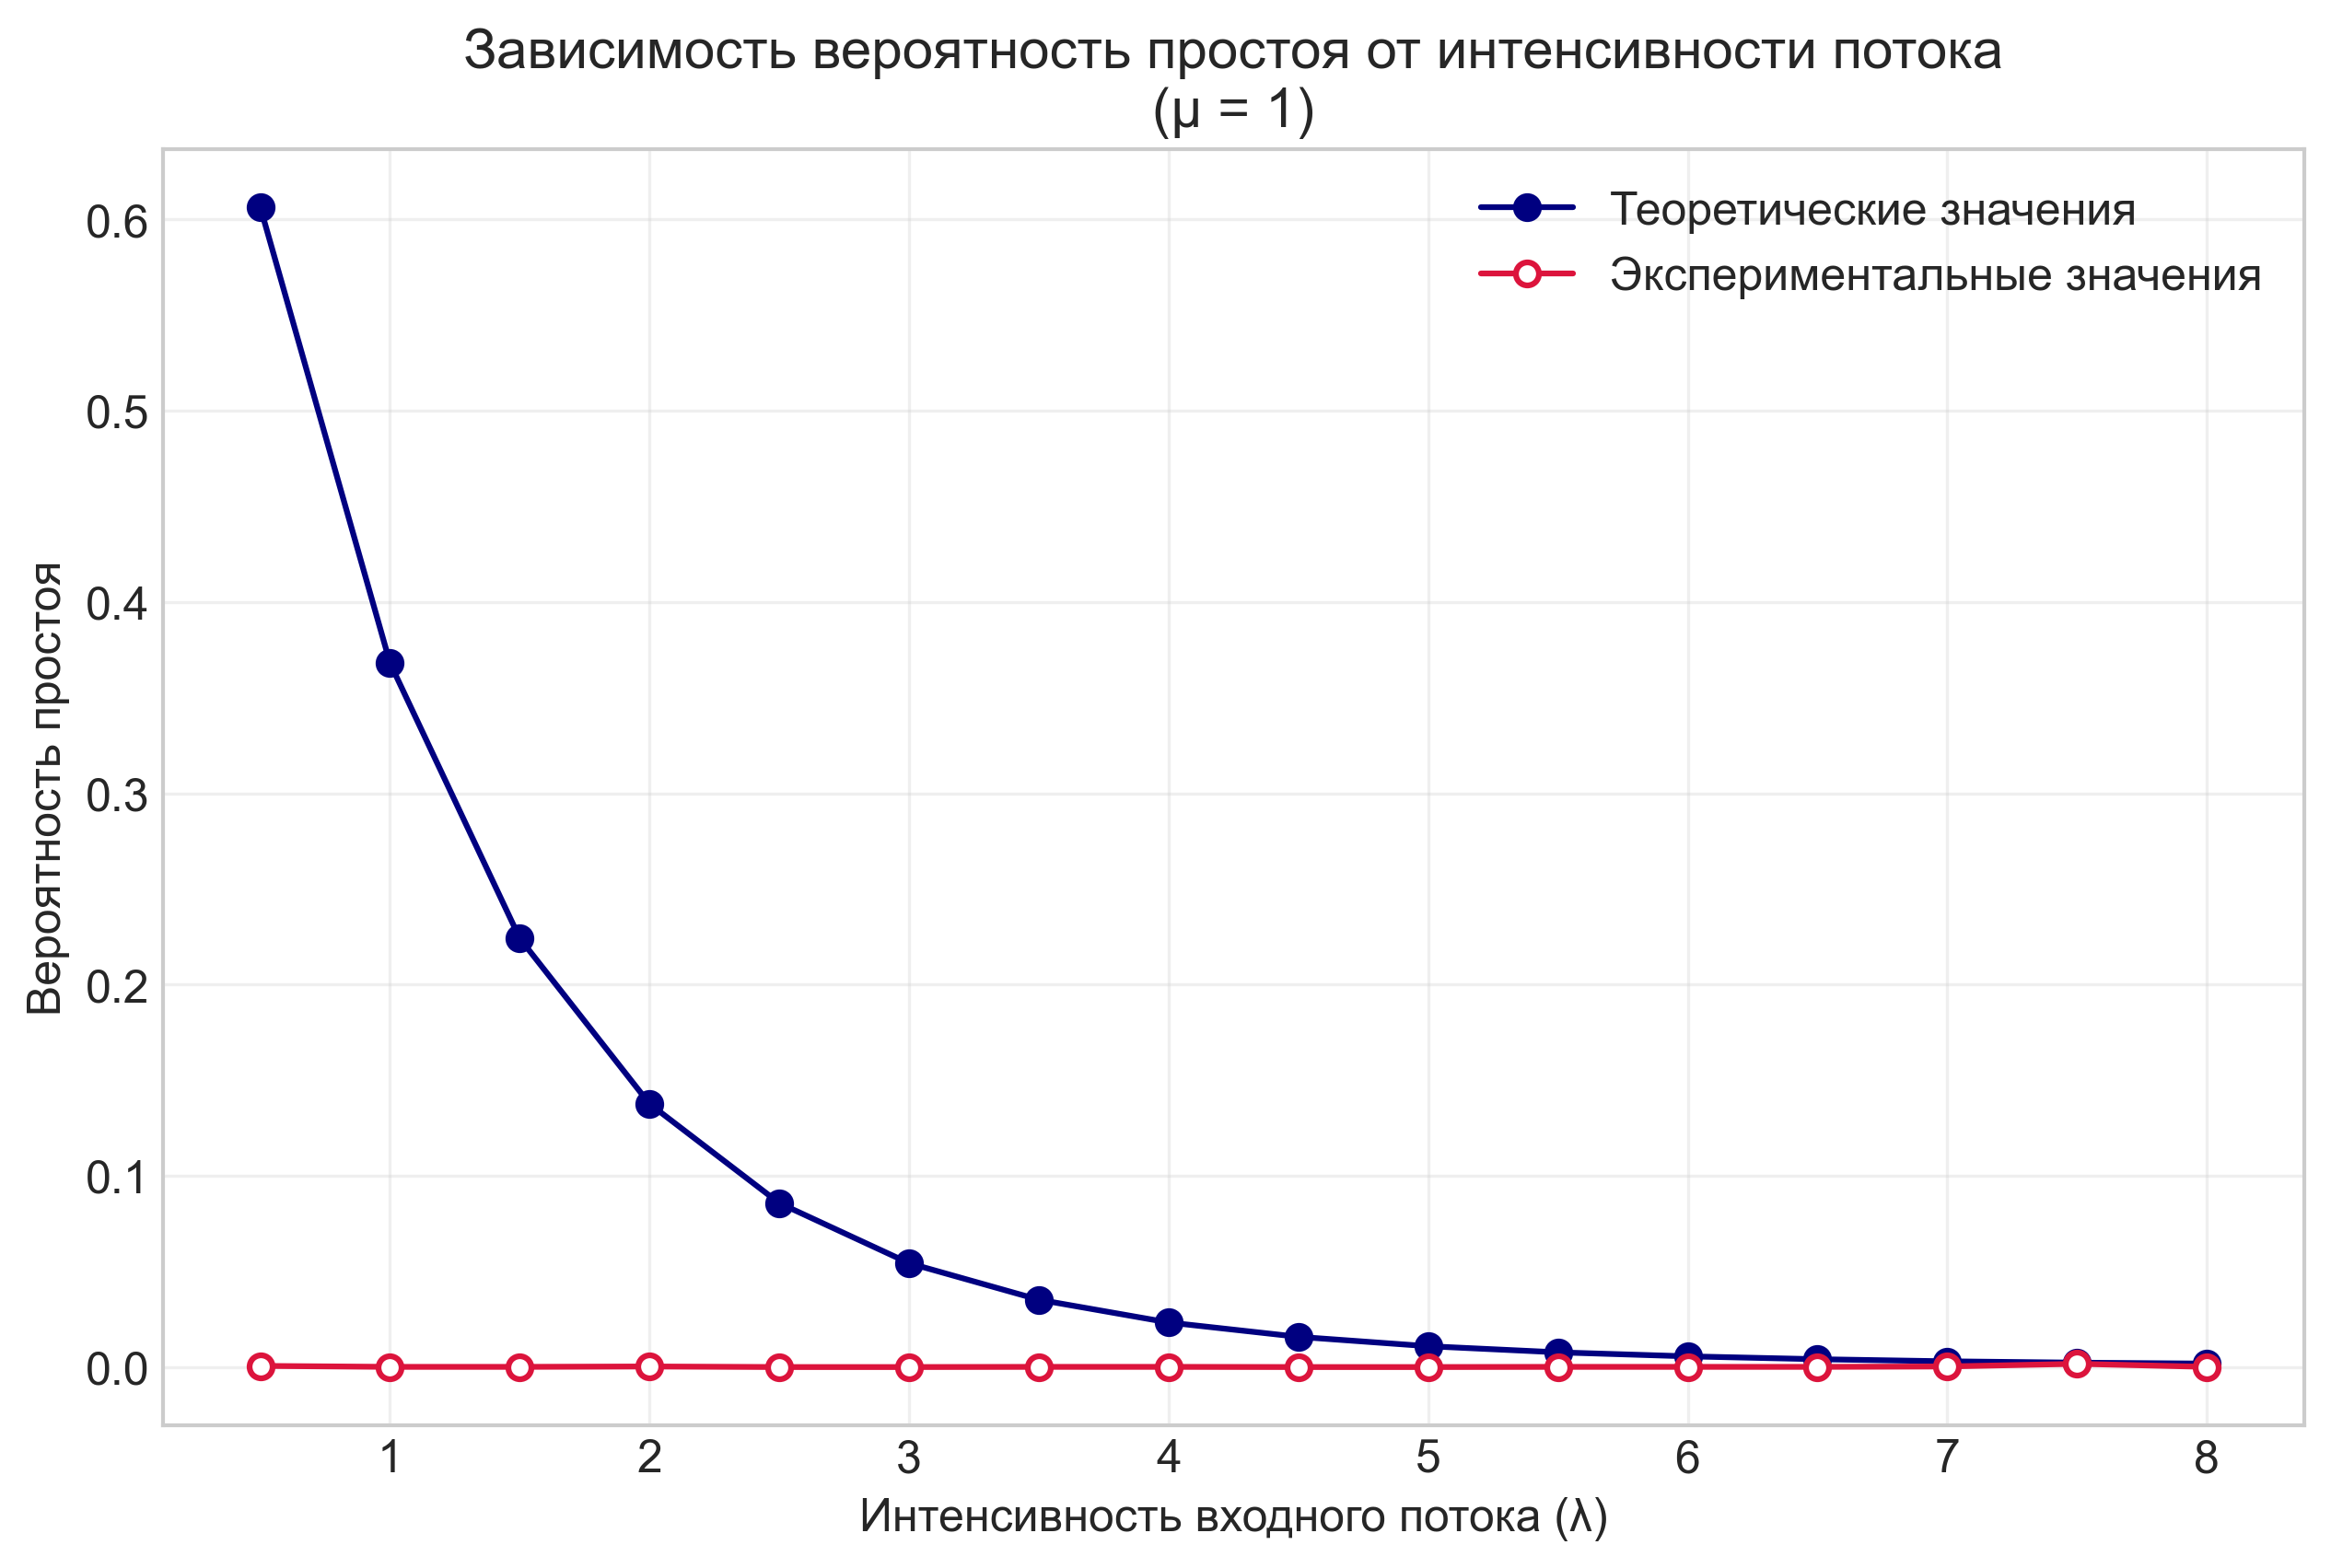 Зависимость вероятность простоя от интенсивности потока
(μ = 1)
Теоретические значения
Экспериментальные значения
Вероятность простоя
0.6
0.5
0.4
0.3
0.2
0.1
0.0
1 2 3 4 5 6 7 8
Интенсивность входного потока (λ)